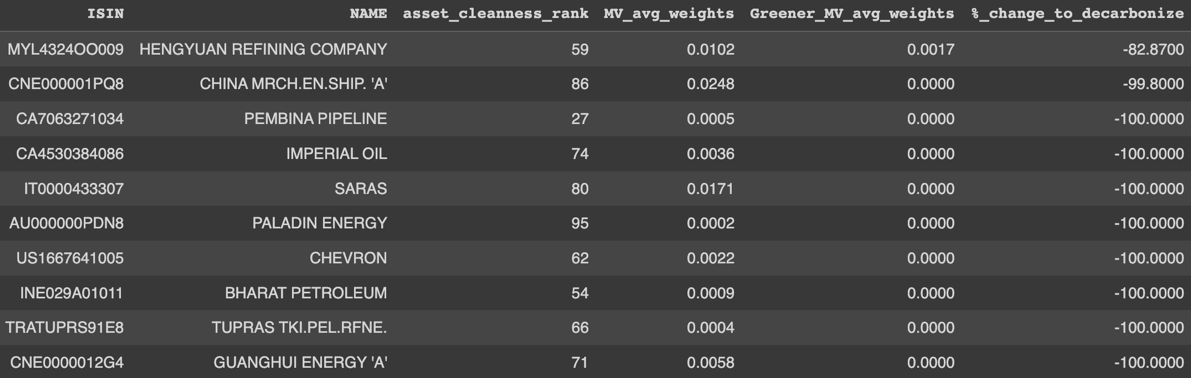 ISIN NAME asset_cleanness_rank MV_avg_weights Greener_MV_avg_weights %_change_to_decarbonize
MYL4324OO009 HENGYUAN REFINING COMPANY 59 0.0102 0.0017 -82.8700
CNE000001PQ8 CHINA MRCH.EN.SHIP. 'A' 86 0.0248 0.0000 -99.8000
CA7063271034 PEMBINA PIPELINE 27 0.0005 0.0000 -100.0000
CA4530384086 IMPERIAL OIL 74 0.0036 0.0000 -100.0000
IT0000433307 SARAS 80 0.0171 0.0000 -100.0000
AU000000PDN8 PALADIN ENERGY 95 0.0002 0.0000 -100.0000
US1667641005 CHEVRON 62 0.0022 0.0000 -100.0000
INE029A01011 BHARAT PETROLEUM 54 0.0009 0.0000 -100.0000
TRATUPRS91E8 TUPRAS TKI.PEL.RFNE. 66 0.0004 0.0000 -100.0000
CNE0000012G4 GUANGHUI ENERGY 'A' 71 0.0058 0.0000 -100.0000